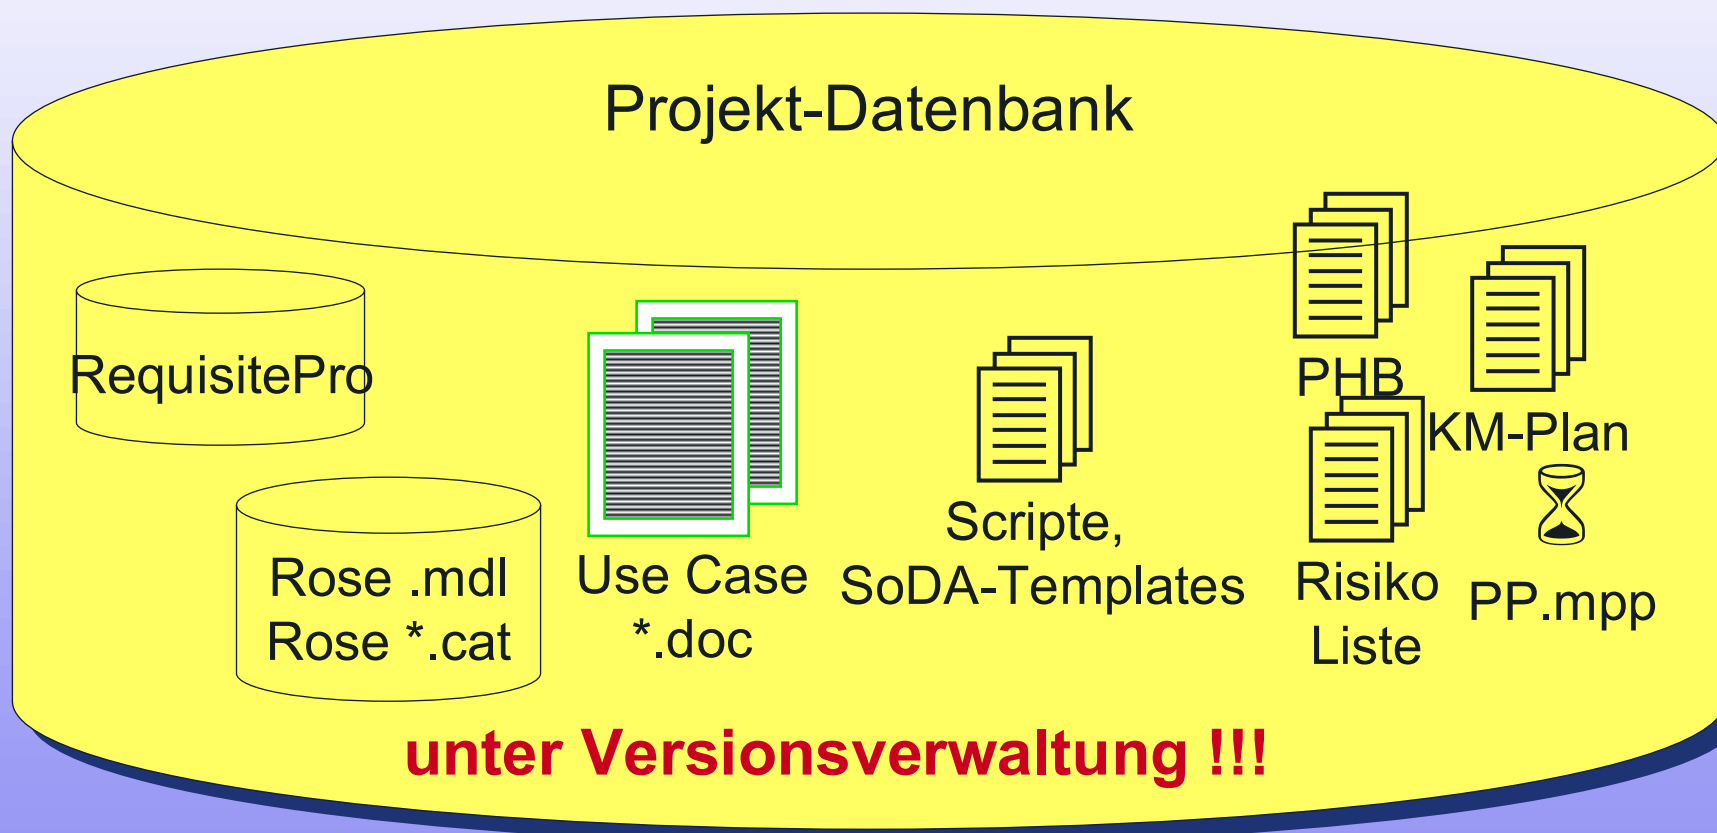 Projekt-Datenbank
RequisitePro
Rose .mdl
Rose *.cat
Use Case
*.doc
Scripte,
SoDA-Templates
PHB
KM-Plan
Risiko
Liste
PP.mpp
unter Versionsverwaltung !!!